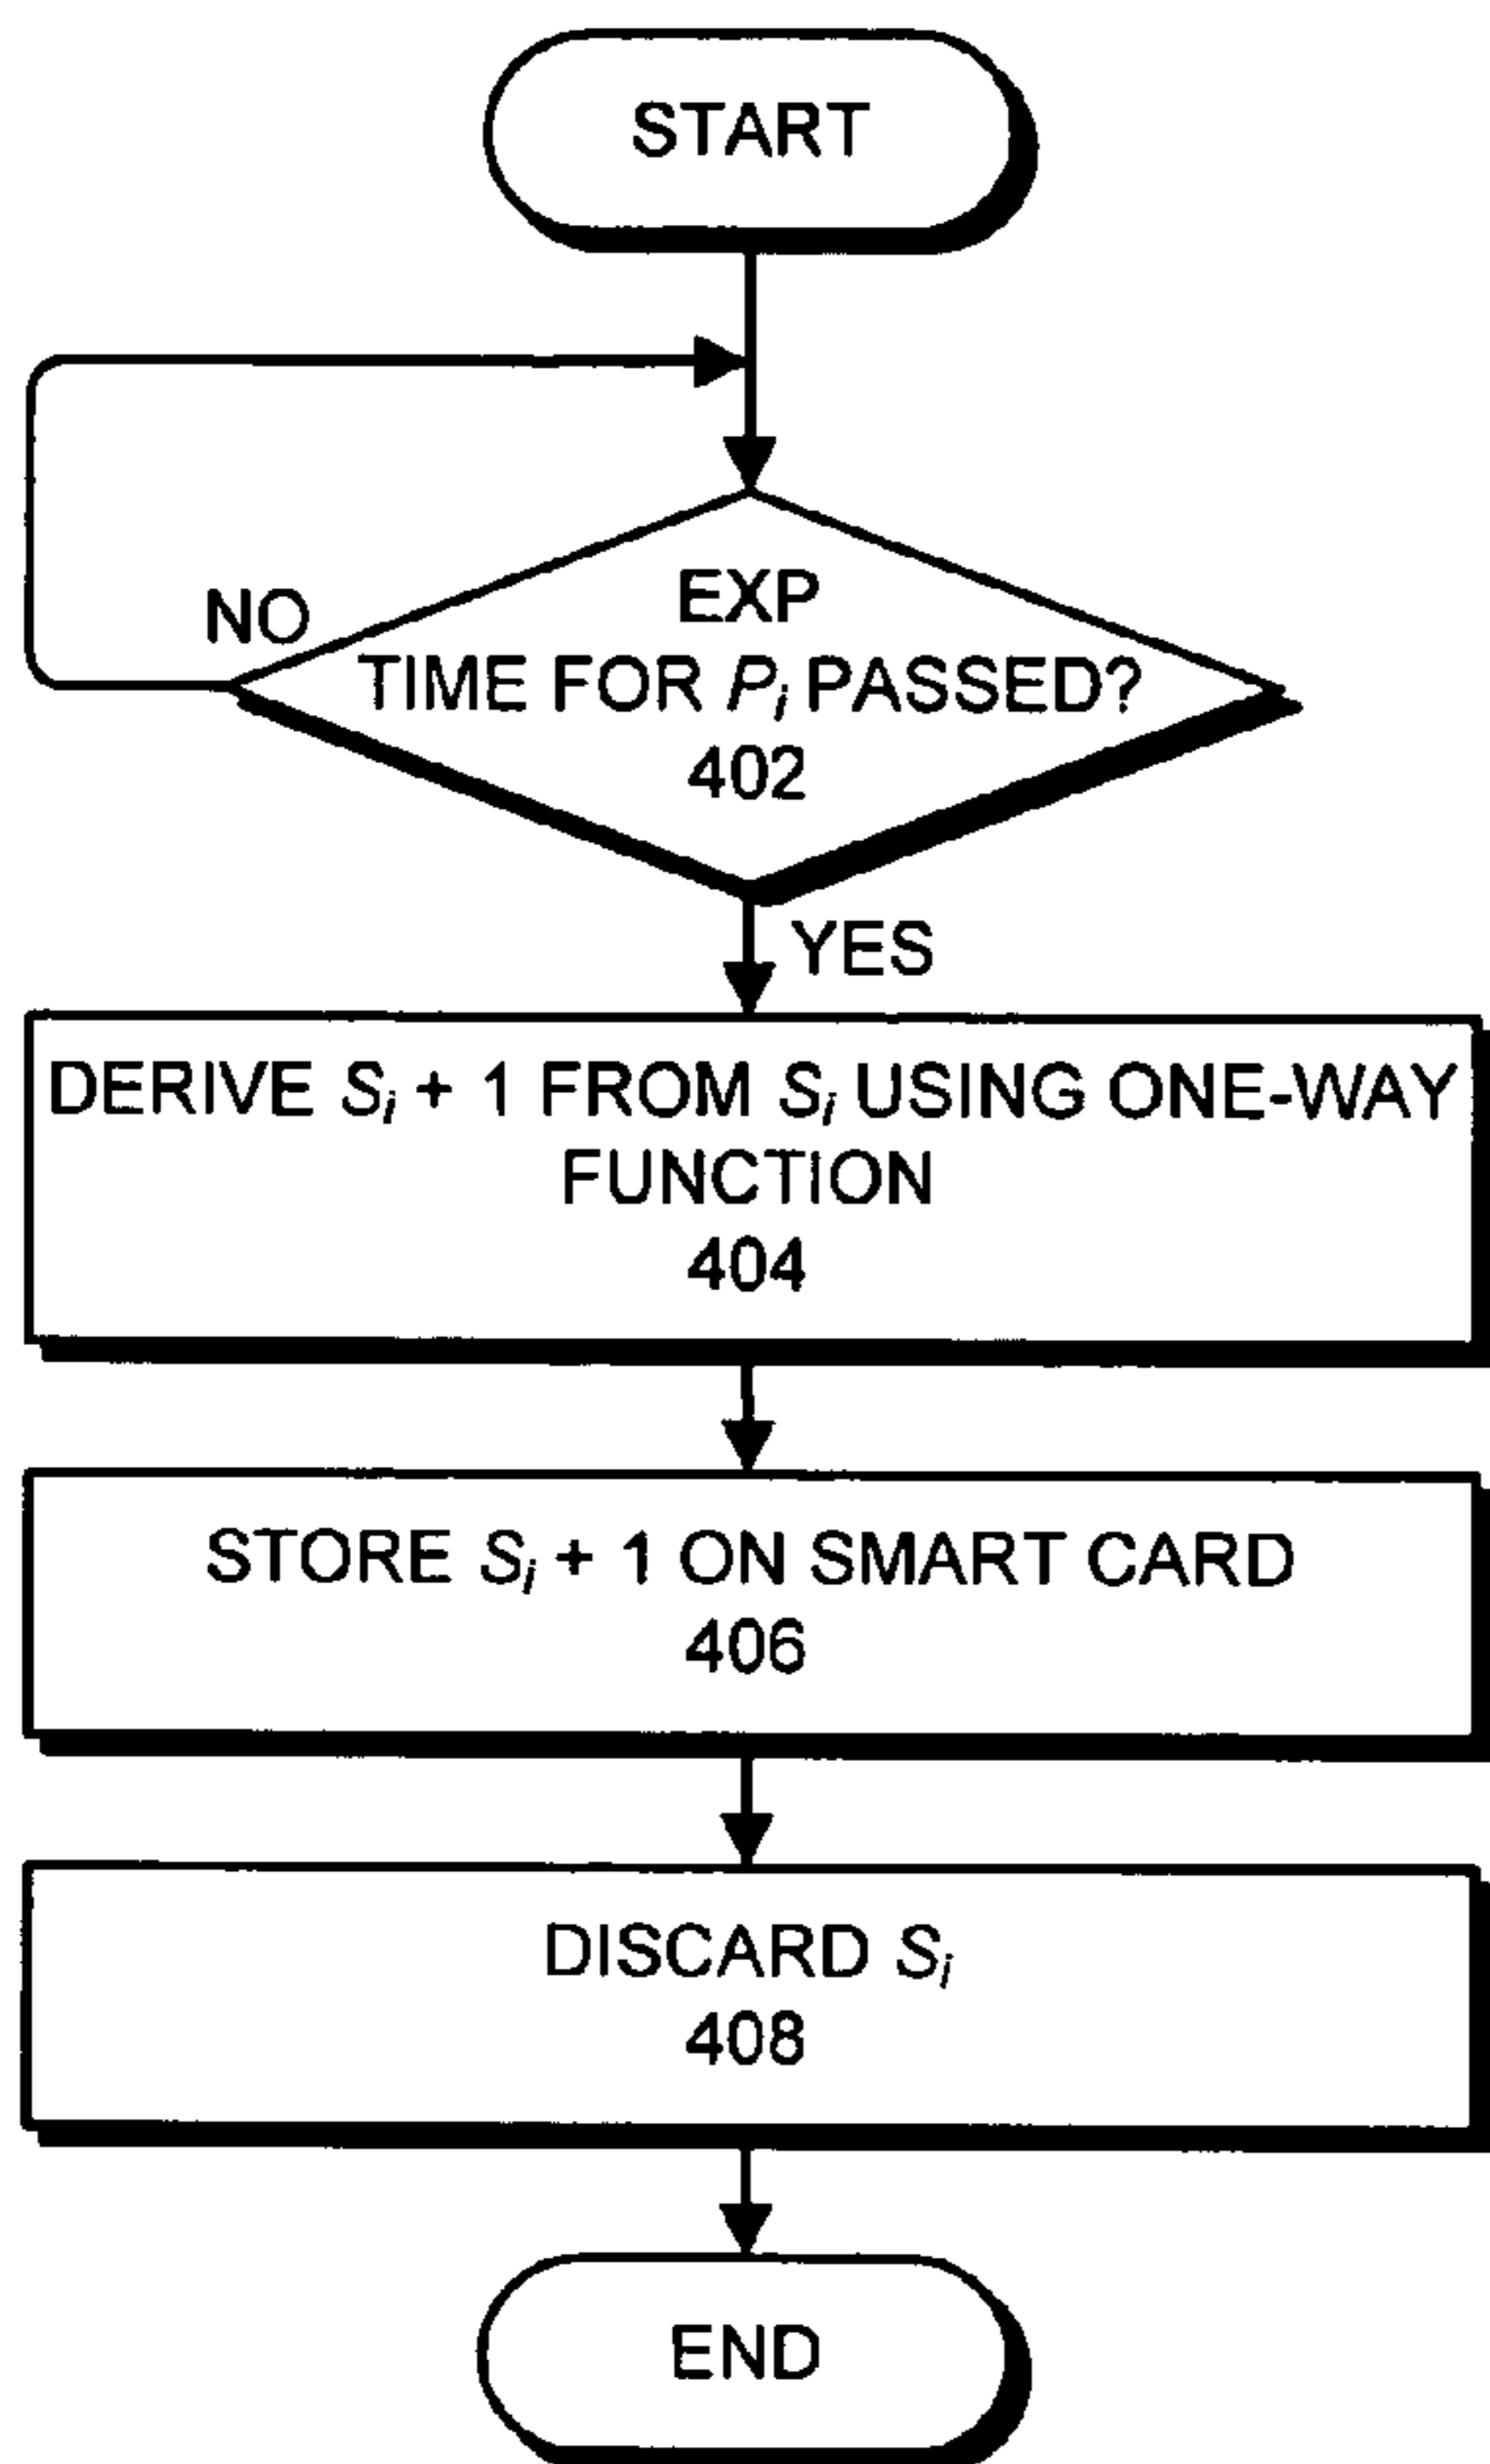 START
NO
EXP
TIME FOR Pᵢ PASSED?
402
YES
DERIVE Sᵢ + 1 FROM Sᵢ USING ONE-WAY
FUNCTION
404
STORE Sᵢ + 1 ON SMART CARD
406
DISCARD Sᵢ
408
END